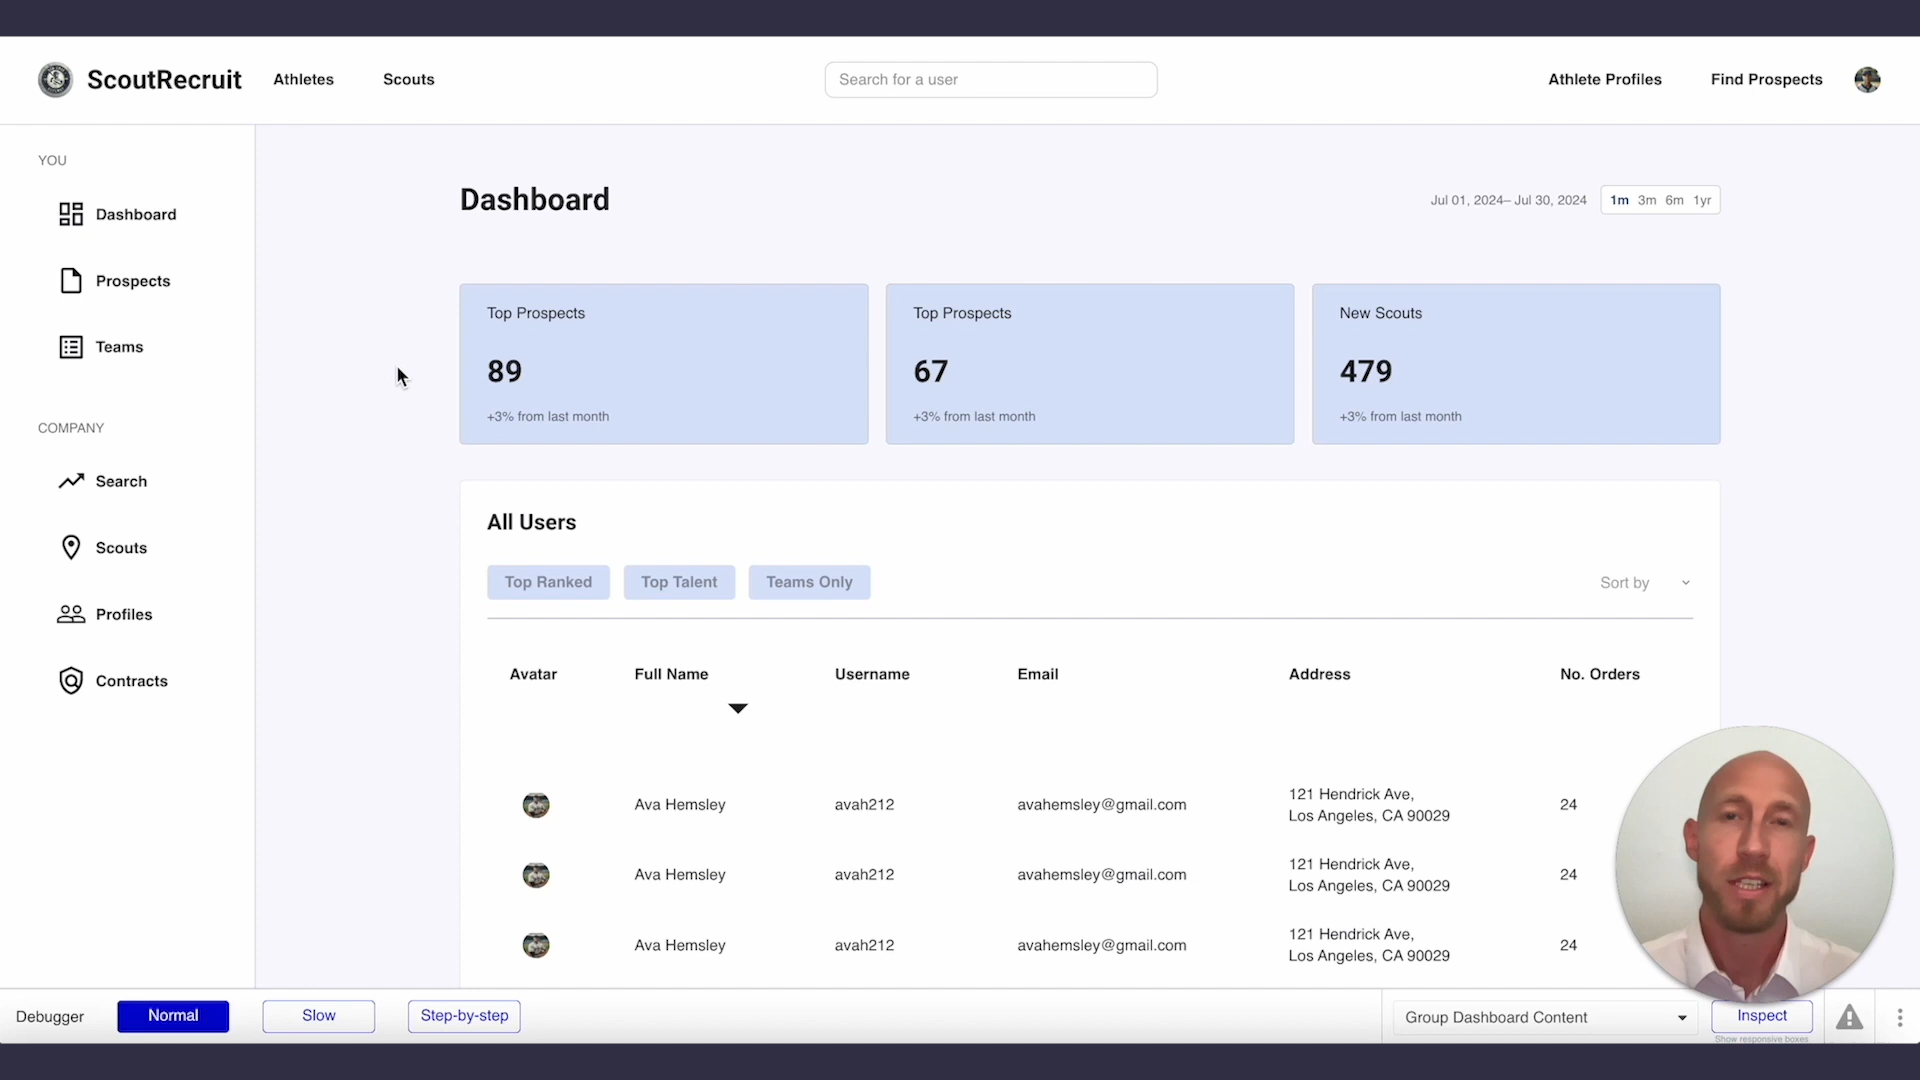 ScoutRecruit
Athletes
Scouts
Search for a user
Athlete Profiles
Find Prospects
YOU
Dashboard
Prospects
Teams
COMPANY
Search
Scouts
Profiles
Contracts
Dashboard
Jul 01, 2024– Jul 30, 2024
1m 3m 6m 1yr
Top Prospects
89
+3% from last month
Top Prospects
67
+3% from last month
New Scouts
479
+3% from last month
All Users
Top Ranked
Top Talent
Teams Only
Sort by
Avatar Full Name Username Email Address No. Orders
Ava Hemsley avah212 avahemsley@gmail.com 121 Hendrick Ave, 24
Los Angeles, CA 90029
Ava Hemsley avah212 avahemsley@gmail.com 121 Hendrick Ave, 24
Los Angeles, CA 90029
Ava Hemsley avah212 avahemsley@gmail.com 121 Hendrick Ave, 24
Los Angeles, CA 90029
Debugger
Normal
Slow
Step-by-step
Group Dashboard Content
Inspect
Show responsive boxes